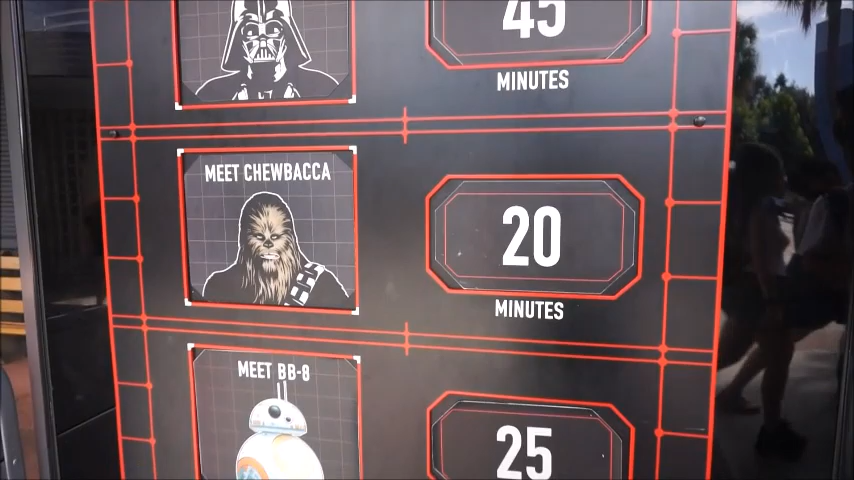 45
MINUTES
MEET CHEWBACCA
20
MINUTES
MEET BB-8
25